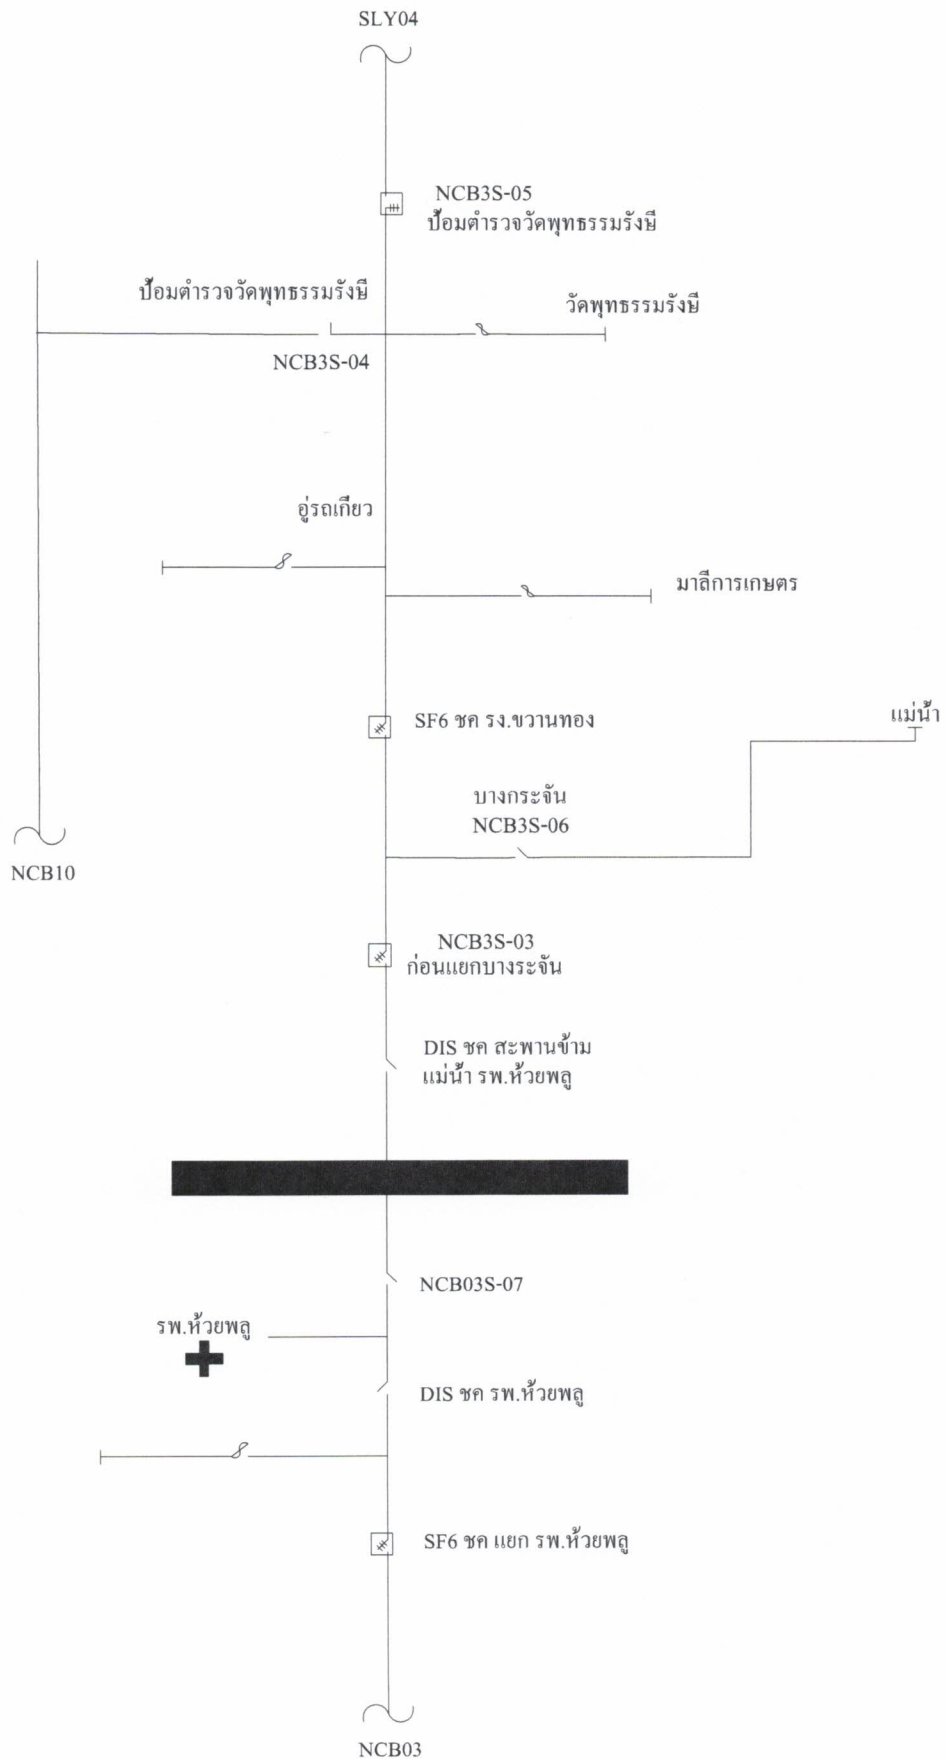 SLY04
NCB3S-05
ป้อมตำรวจวัดพุทธรรมรังษี
ป้อมตำรวจวัดพุทธรรมรังษี
วัดพุทธรรมรังษี
NCB3S-04
อู่รถเกียว
มาลีการเกษตร
SF6 ชค รง.ขวานทอง
แม่น้ำ
บางกระจัน
NCB3S-06
NCB10
NCB3S-03
ก่อนแยกบางระจัน
DIS ชค สะพานข้าม
แม่น้ำ รพ.ห้วยพลู
NCB03S-07
รพ.ห้วยพลู
DIS ชค รพ.ห้วยพลู
SF6 ชค แยก รพ.ห้วยพลู
NCB03